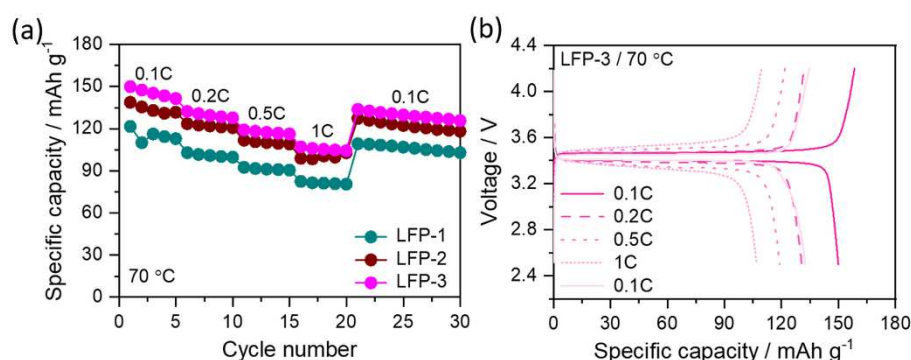 (a)
Specific capacity / mAh g⁻¹
180
150
120
90
60
30
0
0.1C
0.2C
0.5C
1C
0.1C
LFP-1
LFP-2
LFP-3
70 °C
0 5 10 15 20 25 30
Cycle number
(b)
Voltage / V
4.4
4.0
3.6
3.2
2.8
2.4
LFP-3 / 70 °C
0.1C
0.2C
0.5C
1C
0.1C
0 30 60 90 120 150 180
Specific capacity / mAh g⁻¹